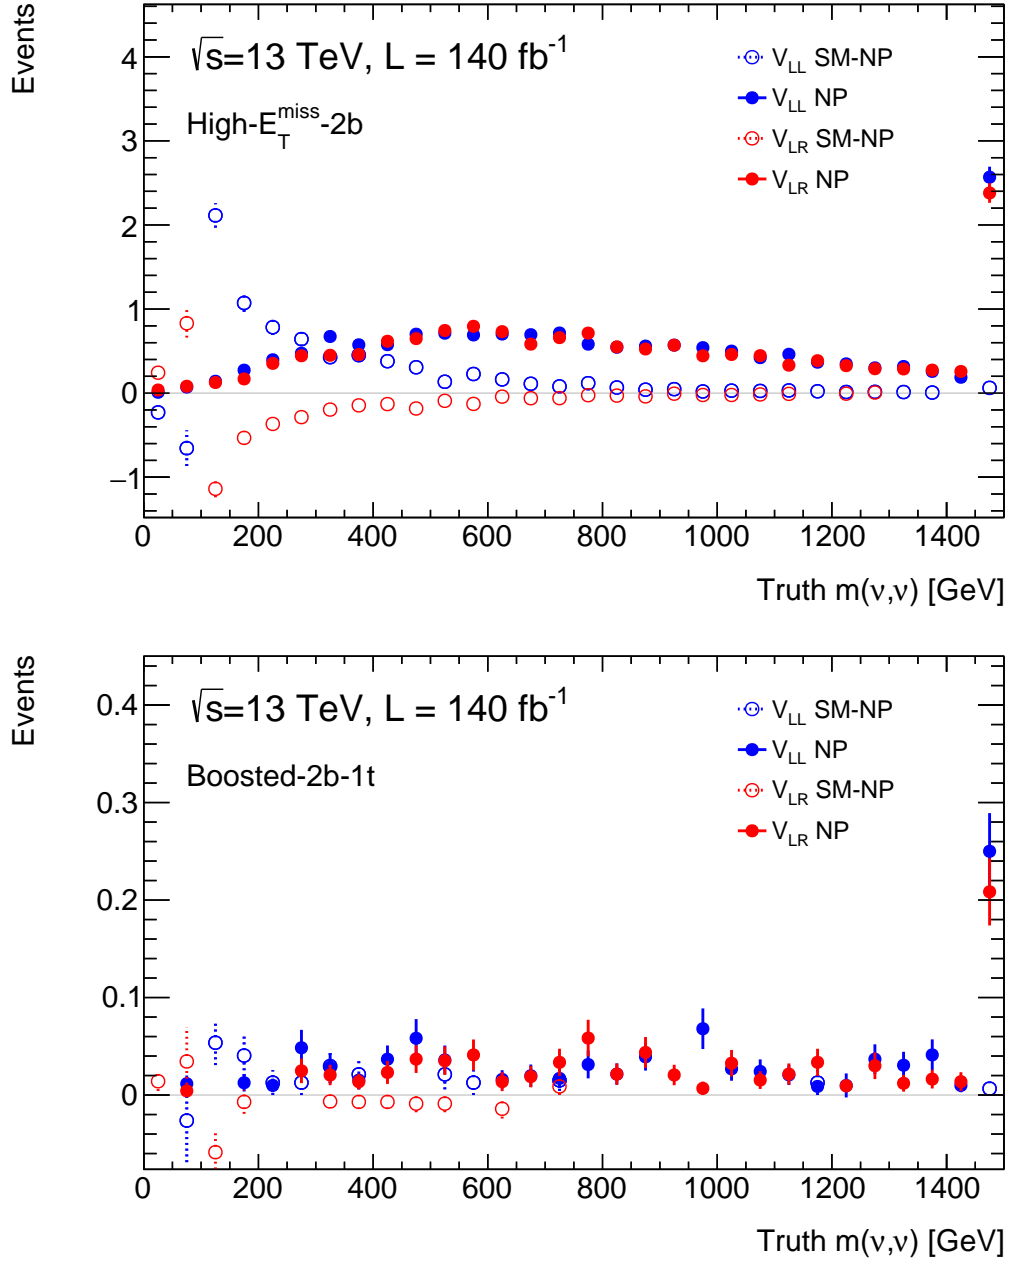 Events
√s=13 TeV, L = 140 fb⁻¹
High-E_T^miss-2b
V_LL SM-NP
V_LL NP
V_LR SM-NP
V_LR NP
4
3
2
1
0
−1
0 200 400 600 800 1000 1200 1400
Truth m(ν,ν) [GeV]
Events
√s=13 TeV, L = 140 fb⁻¹
Boosted-2b-1t
V_LL SM-NP
V_LL NP
V_LR SM-NP
V_LR NP
0.4
0.3
0.2
0.1
0
0 200 400 600 800 1000 1200 1400
Truth m(ν,ν) [GeV]